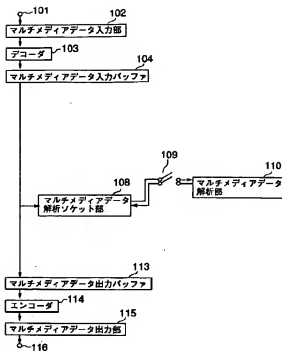 101
102
マルチメディアデータ入力部
103
デコーダ
104
マルチメディアデータ入力バッファ
109
110
108
マルチメディアデータ
解析ソケット部
マルチメディアデータ
解析部
113
マルチメディアデータ出力バッファ
114
エンコーダ
115
マルチメディアデータ出力部
116